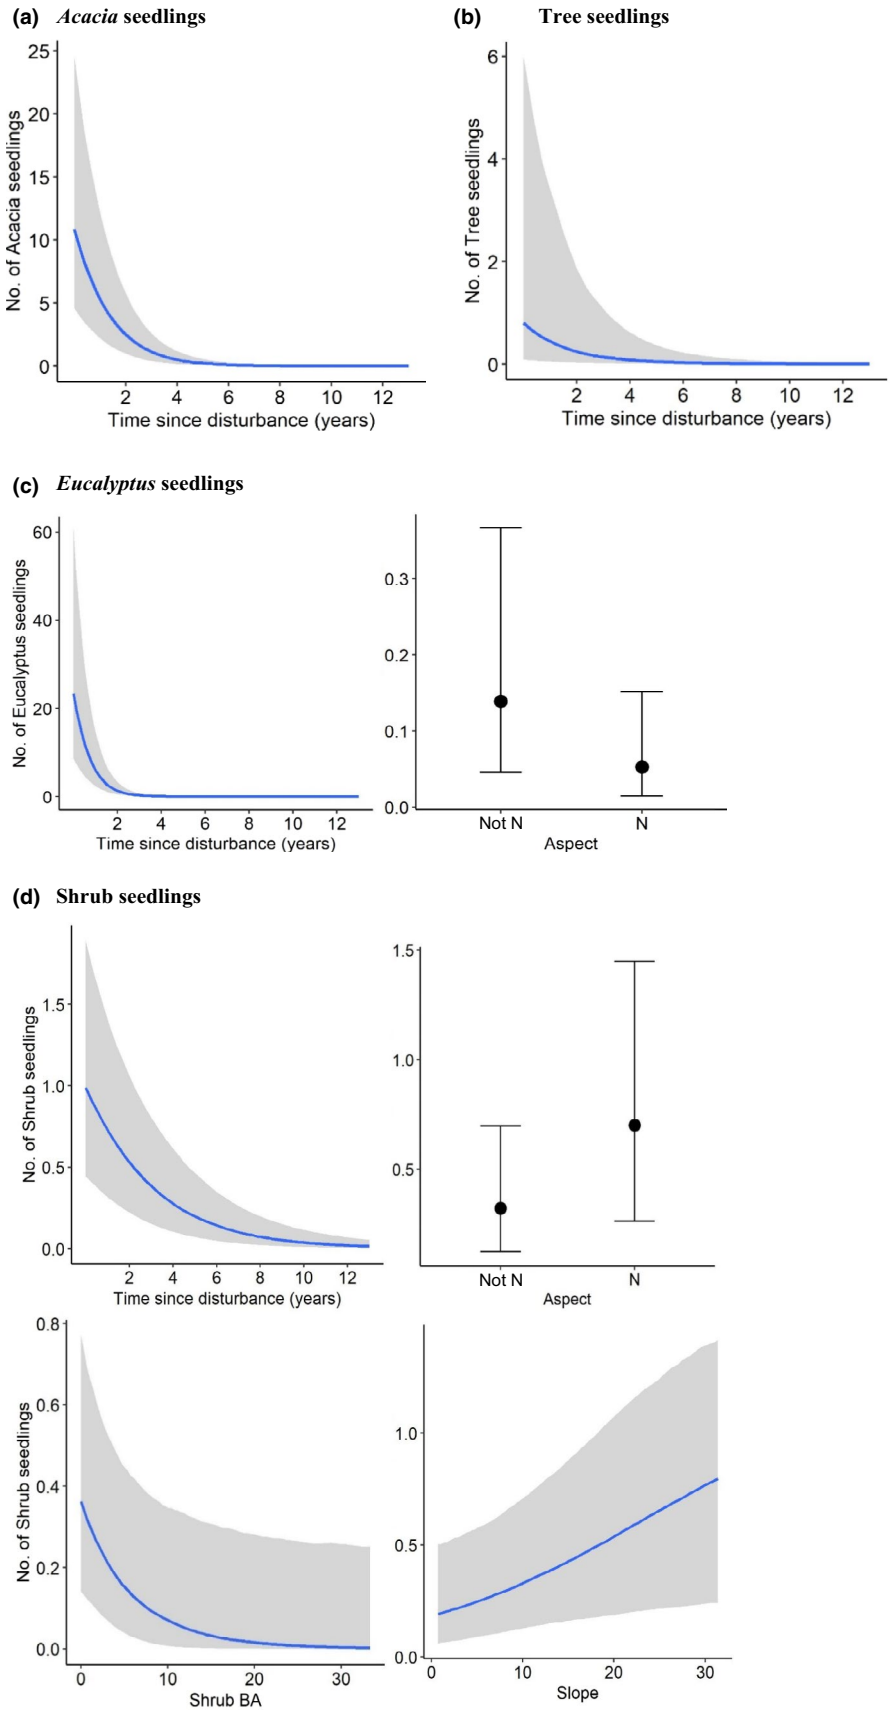 (a) Acacia seedlings
(b) Tree seedlings
25
20
15
10
5
0
No. of Acacia seedlings
2 4 6 8 10 12
Time since disturbance (years)
6
4
2
0
No. of Tree seedlings
2 4 6 8 10 12
Time since disturbance (years)
(c) Eucalyptus seedlings
60
40
20
0
No. of Eucalyptus seedlings
2 4 6 8 10 12
Time since disturbance (years)
0.3
0.2
0.1
0.0
Not N N
Aspect
(d) Shrub seedlings
1.5
1.0
0.5
0.0
No. of Shrub seedlings
2 4 6 8 10 12
Time since disturbance (years)
1.5
1.0
0.5
Not N N
Aspect
0.8
0.6
0.4
0.2
0.0
No. of Shrub seedlings
0 10 20 30
Shrub BA
1.0
0.5
0.0
0 10 20 30
Slope